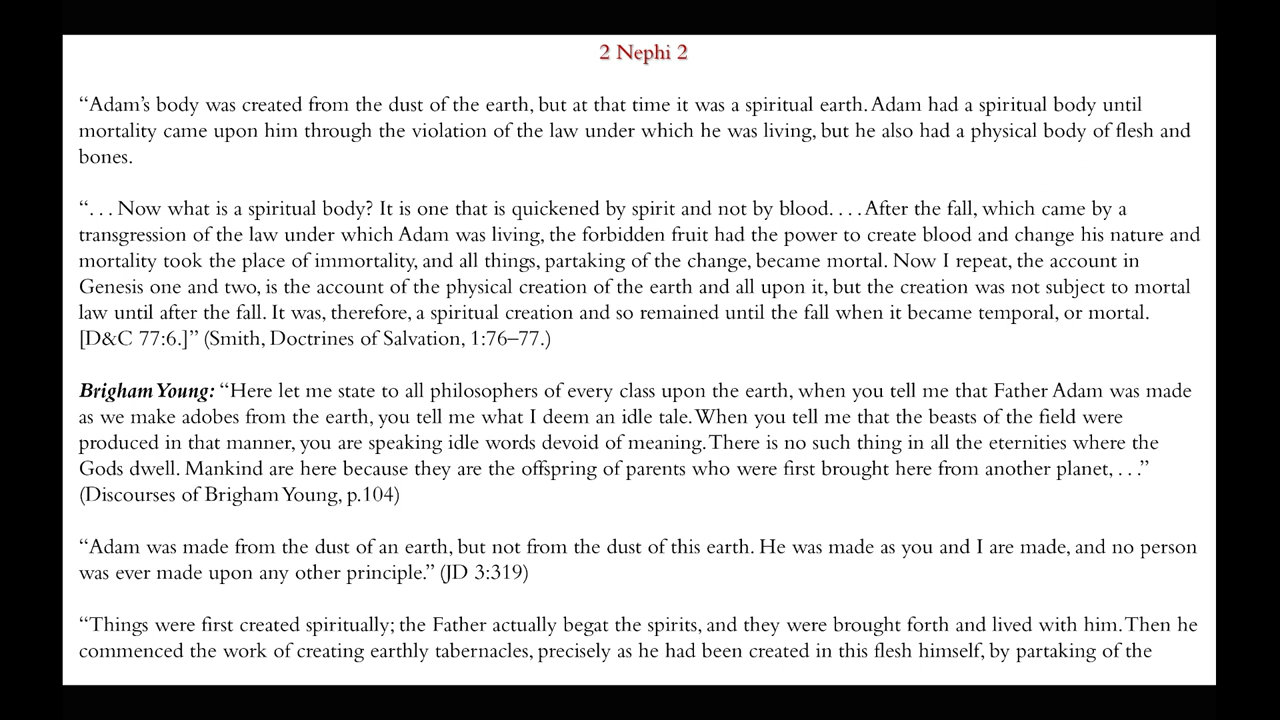 2 Nephi 2
“Adam’s body was created from the dust of the earth, but at that time it was a spiritual earth. Adam had a spiritual body until
mortality came upon him through the violation of the law under which he was living, but he also had a physical body of flesh and
bones.
“. . . Now what is a spiritual body? It is one that is quickened by spirit and not by blood. . . . After the fall, which came by a
transgression of the law under which Adam was living, the forbidden fruit had the power to create blood and change his nature and
mortality took the place of immortality, and all things, partaking of the change, became mortal. Now I repeat, the account in
Genesis one and two, is the account of the physical creation of the earth and all upon it, but the creation was not subject to mortal
law until after the fall. It was, therefore, a spiritual creation and so remained until the fall when it became temporal, or mortal.
[D&C 77:6.]” (Smith, Doctrines of Salvation, 1:76–77.)
Brigham Young: “Here let me state to all philosophers of every class upon the earth, when you tell me that Father Adam was made
as we make adobes from the earth, you tell me what I deem an idle tale. When you tell me that the beasts of the field were
produced in that manner, you are speaking idle words devoid of meaning. There is no such thing in all the eternities where the
Gods dwell. Mankind are here because they are the offspring of parents who were first brought here from another planet, . . .”
(Discourses of Brigham Young, p.104)
“Adam was made from the dust of an earth, but not from the dust of this earth. He was made as you and I are made, and no person
was ever made upon any other principle.” (JD 3:319)
“Things were first created spiritually; the Father actually begat the spirits, and they were brought forth and lived with him. Then he
commenced the work of creating earthly tabernacles, precisely as he had been created in this flesh himself, by partaking of the